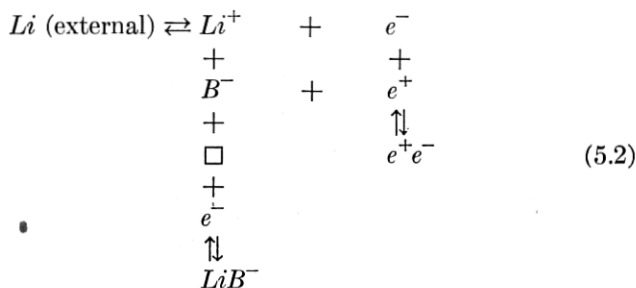 Li (external) ⇄ Li⁺ + e⁻
+ +
B⁻ + e⁺
+ ⇅
□ e⁺e⁻ (5.2)
+
e⁻
⇅
LiB⁻